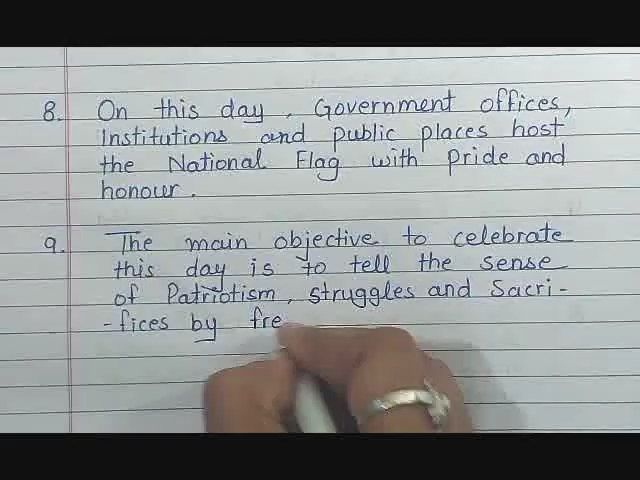 8. On this day, Government offices,
Institutions and public places host
the National Flag with pride and
honour.
9. The main objective to celebrate
this day is to tell the sense
of Patriotism, struggles and Sacri-
-fices by fre